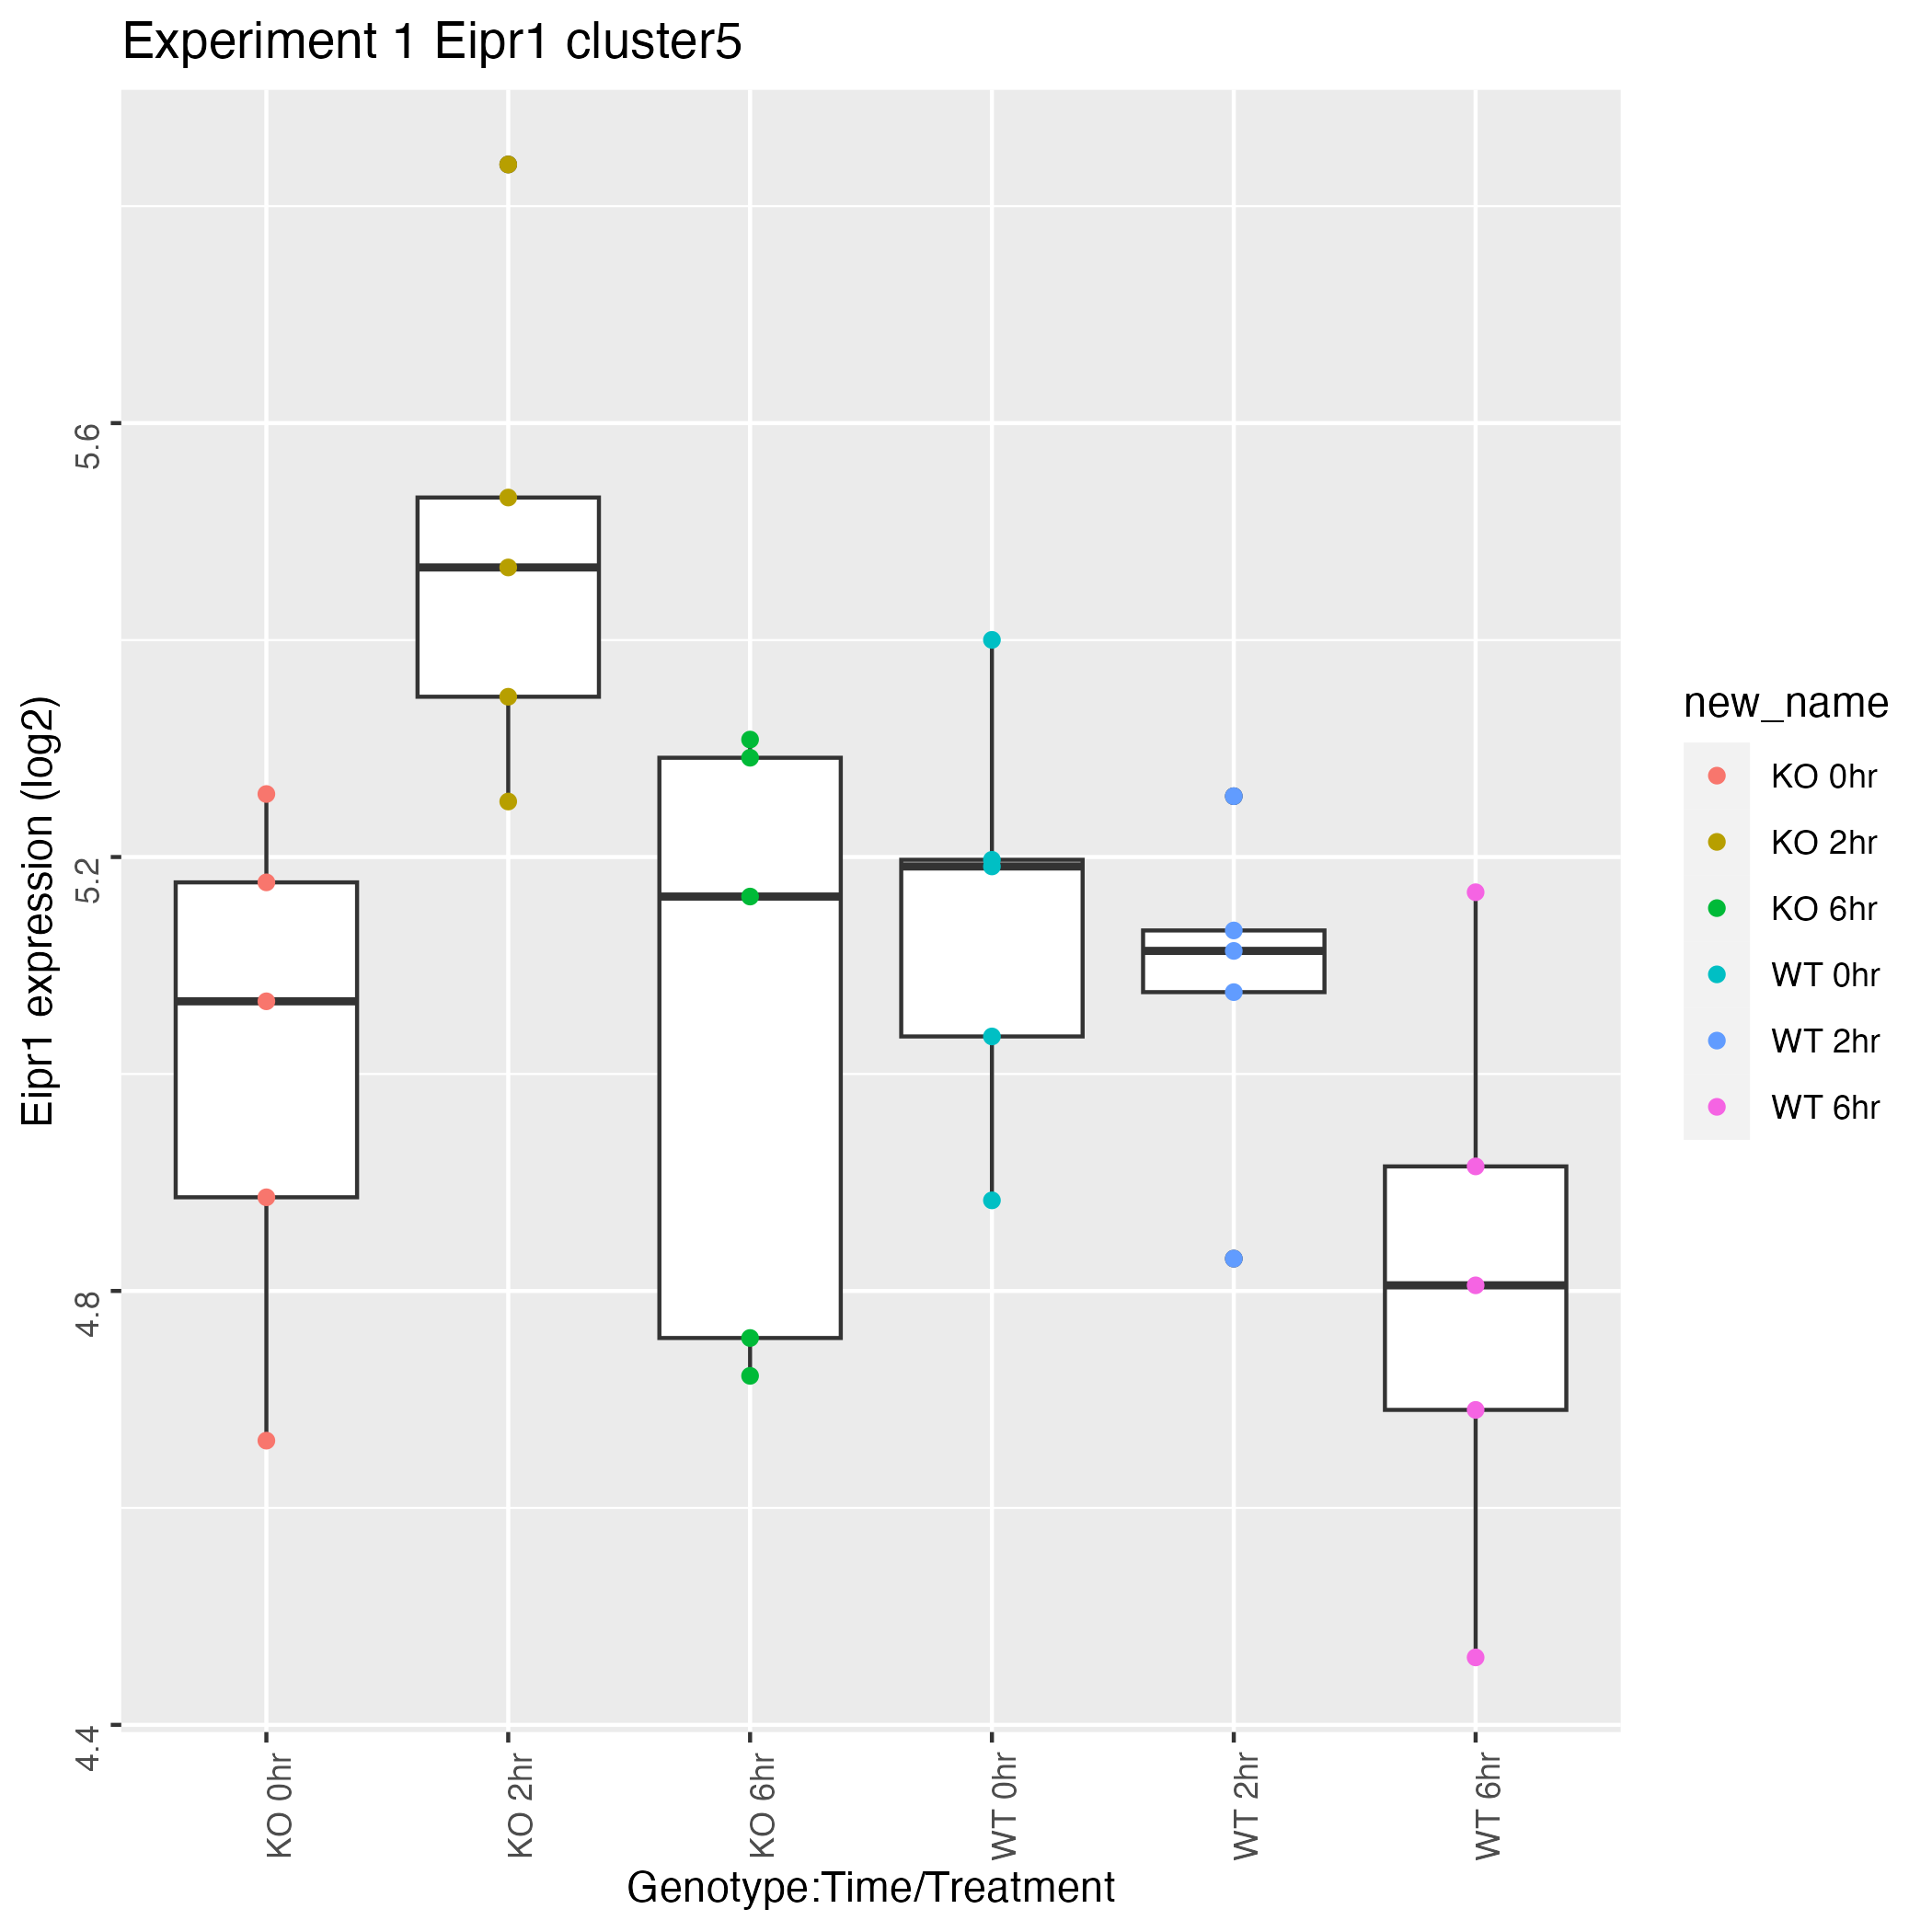 Experiment 1 Eipr1 cluster5
Eipr1 expression (log2)
5.6
5.2
4.8
4.4
KO 0hr
KO 2hr
KO 6hr
WT 0hr
WT 2hr
WT 6hr
Genotype:Time/Treatment
new_name
KO 0hr
KO 2hr
KO 6hr
WT 0hr
WT 2hr
WT 6hr